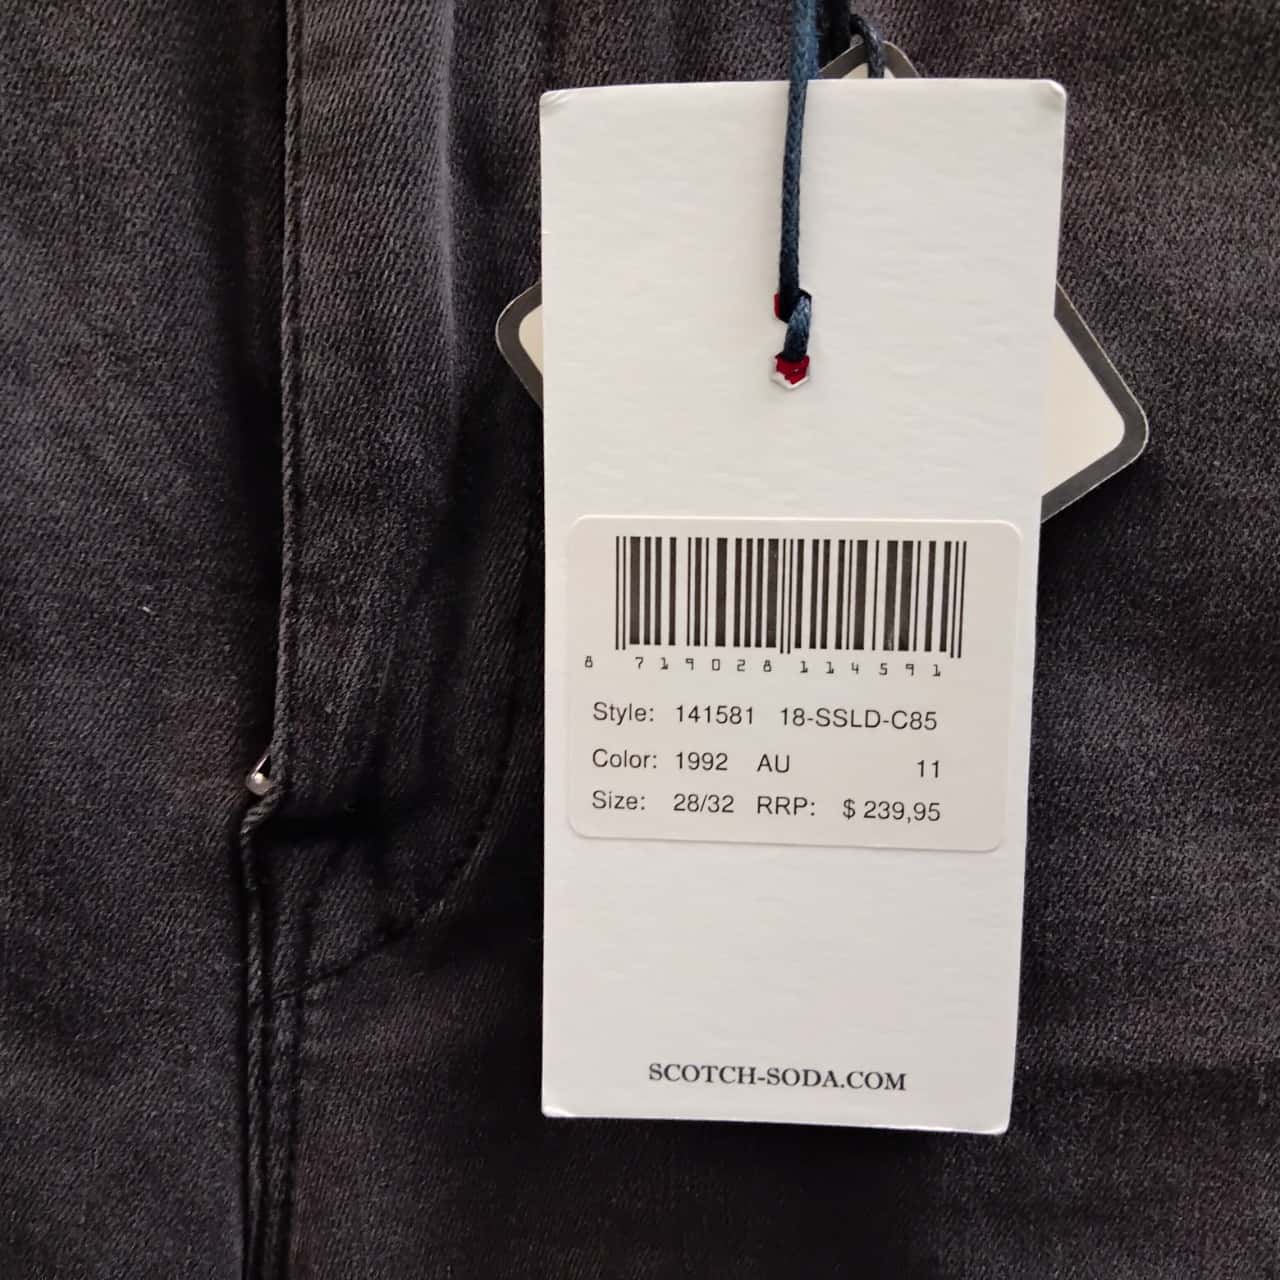 8 719028 114591
Style: 141581 18-SSLD-C85
Color: 1992 AU 11
Size: 28/32 RRP: $ 239,95
SCOTCH-SODA.COM